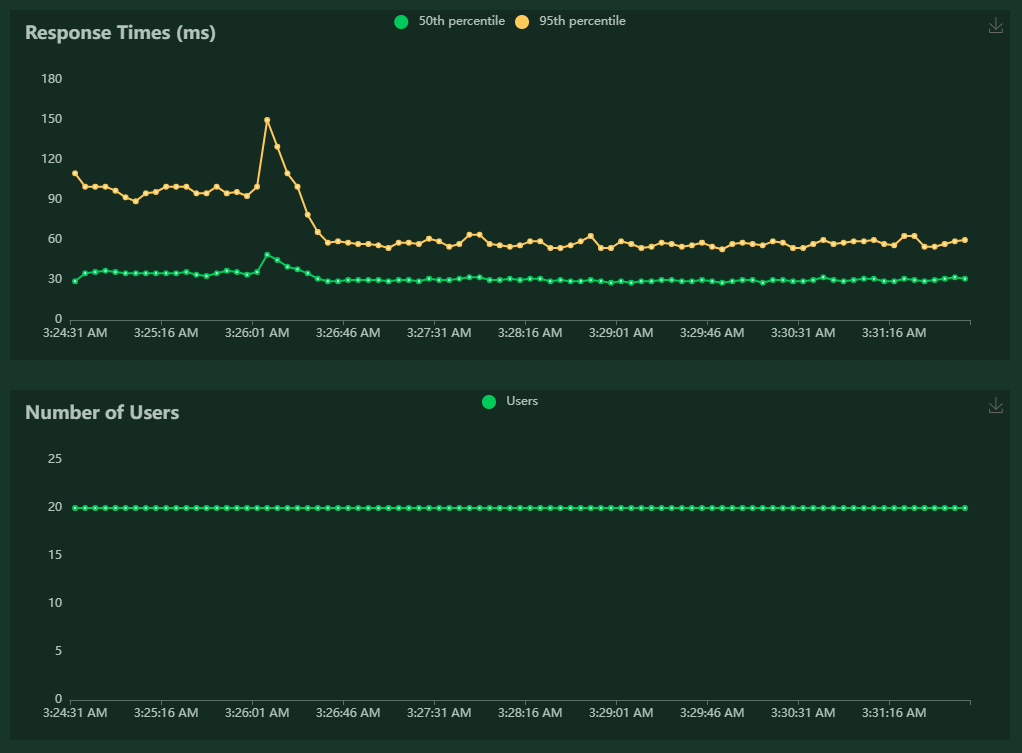 Response Times (ms)
50th percentile 95th percentile
180
150
120
90
60
30
0
3:24:31 AM 3:25:16 AM 3:26:01 AM 3:26:46 AM 3:27:31 AM 3:28:16 AM 3:29:01 AM 3:29:46 AM 3:30:31 AM 3:31:16 AM
Number of Users
Users
25
20
15
10
5
0
3:24:31 AM 3:25:16 AM 3:26:01 AM 3:26:46 AM 3:27:31 AM 3:28:16 AM 3:29:01 AM 3:29:46 AM 3:30:31 AM 3:31:16 AM